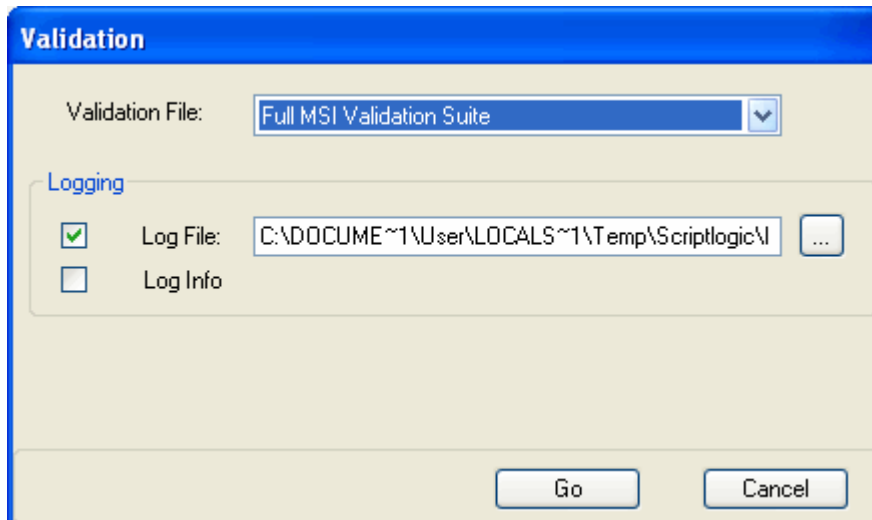 Validation
Validation File: Full MSI Validation Suite
Logging
Log File: C:\DOCUME~1\User\LOCALS~1\Temp\Scriptlogic\I ...
Log Info
Go Cancel